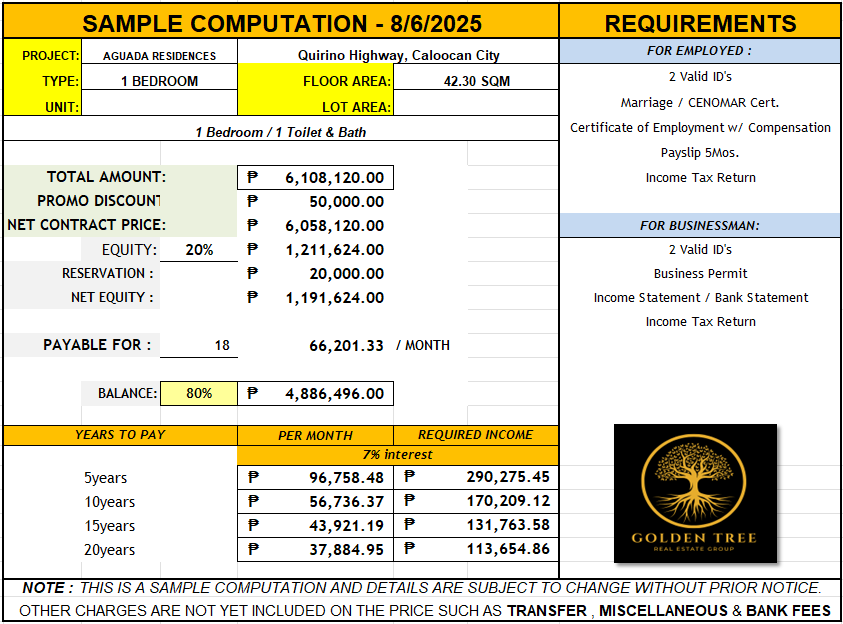 SAMPLE COMPUTATION - 8/6/2025
PROJECT: AGUADA RESIDENCES Quirino Highway, Caloocan City
TYPE: 1 BEDROOM FLOOR AREA: 42.30 SQM
UNIT: LOT AREA:
1 Bedroom / 1 Toilet & Bath
TOTAL AMOUNT: ₱ 6,108,120.00
PROMO DISCOUNT ₱ 50,000.00
NET CONTRACT PRICE: ₱ 6,058,120.00
EQUITY: 20% ₱ 1,211,624.00
RESERVATION : ₱ 20,000.00
NET EQUITY : ₱ 1,191,624.00
PAYABLE FOR : 18 66,201.33 / MONTH
BALANCE: 80% ₱ 4,886,496.00
YEARS TO PAY PER MONTH REQUIRED INCOME
7% interest
5years ₱ 96,758.48 ₱ 290,275.45
10years ₱ 56,736.37 ₱ 170,209.12
15years ₱ 43,921.19 ₱ 131,763.58
20years ₱ 37,884.95 ₱ 113,654.86
REQUIREMENTS
FOR EMPLOYED :
2 Valid ID's
Marriage / CENOMAR Cert.
Certificate of Employment w/ Compensation
Payslip 5Mos.
Income Tax Return
FOR BUSINESSMAN:
2 Valid ID's
Business Permit
Income Statement / Bank Statement
Income Tax Return
GOLDEN TREE
REAL ESTATE GROUP
NOTE : THIS IS A SAMPLE COMPUTATION AND DETAILS ARE SUBJECT TO CHANGE WITHOUT PRIOR NOTICE.
OTHER CHARGES ARE NOT YET INCLUDED ON THE PRICE SUCH AS TRANSFER , MISCELLANEOUS & BANK FEES